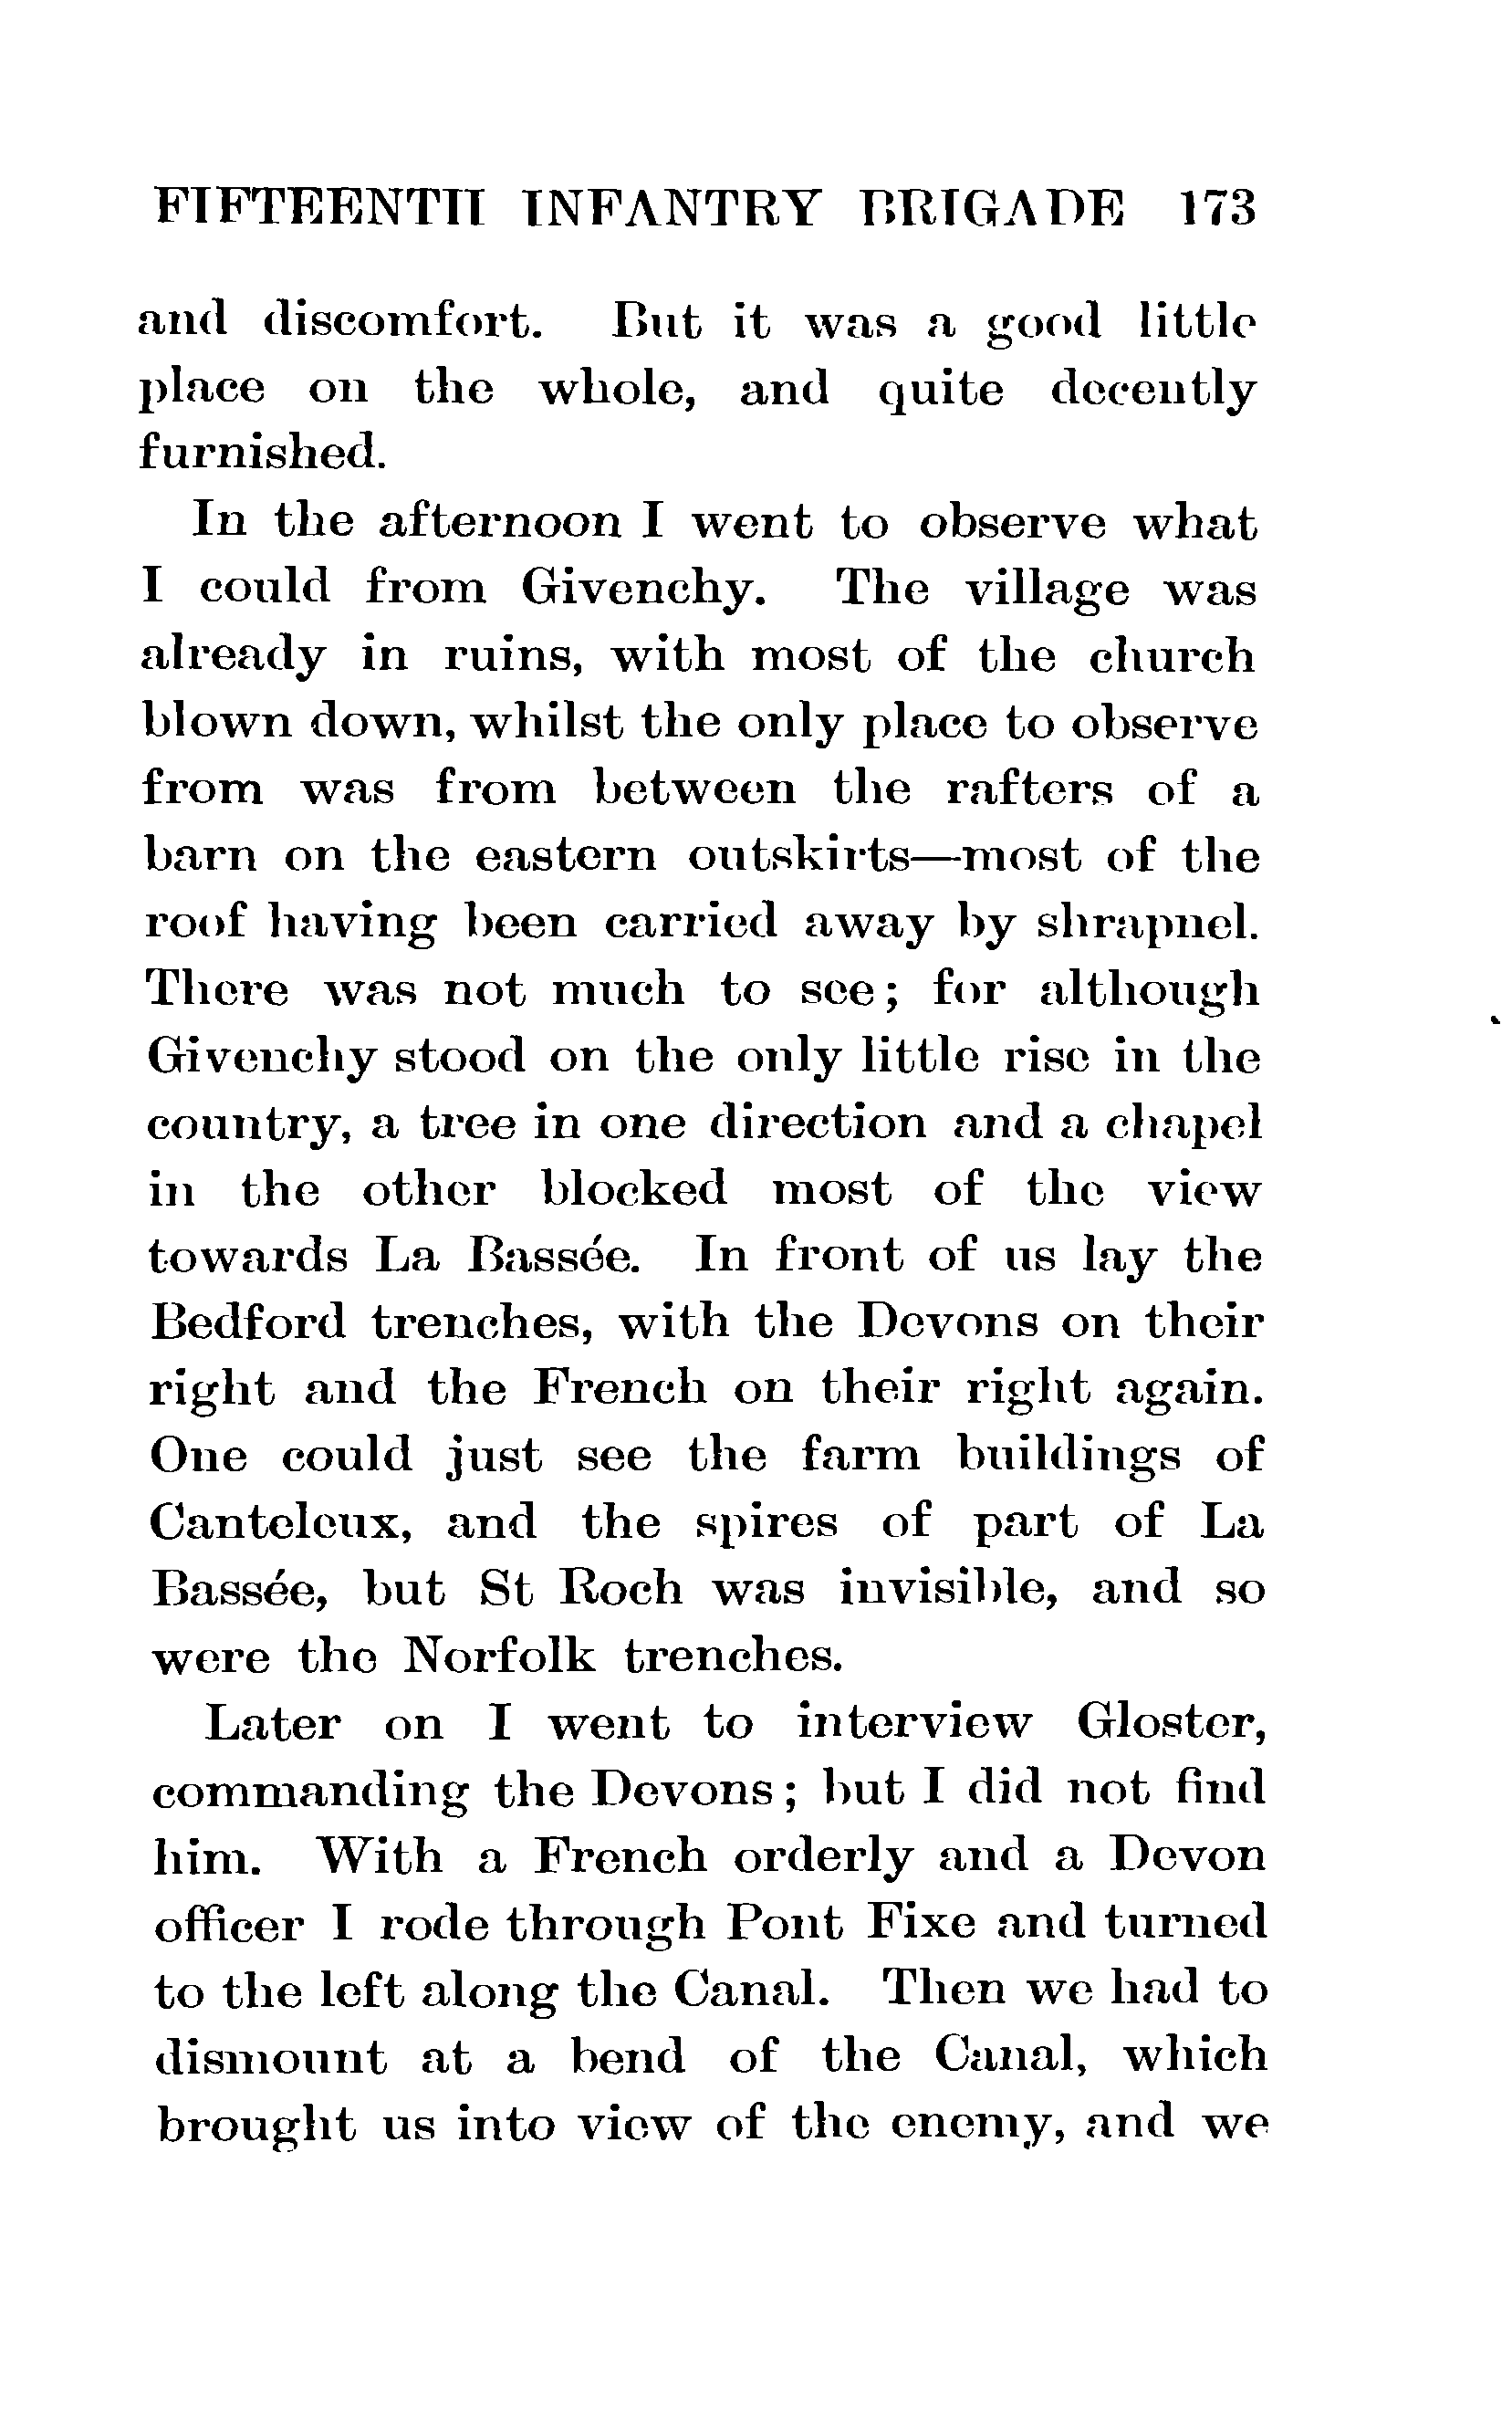 FIFTEENTH INFANTRY BRIGADE 173
and discomfort. But it was a good little
place on the whole, and quite decently
furnished.
In the afternoon I went to observe what
I could from Givenchy. The village was
already in ruins, with most of the church
blown down, whilst the only place to observe
from was from between the rafters of a
barn on the eastern outskirts—most of the
roof having been carried away by shrapnel.
There was not much to see; for although
Givenchy stood on the only little rise in the
country, a tree in one direction and a chapel
in the other blocked most of the view
towards La Bassée. In front of us lay the
Bedford trenches, with the Devons on their
right and the French on their right again.
One could just see the farm buildings of
Canteleux, and the spires of part of La
Bassée, but St Roch was invisible, and so
were the Norfolk trenches.
Later on I went to interview Gloster,
commanding the Devons; but I did not find
him. With a French orderly and a Devon
officer I rode through Pont Fixe and turned
to the left along the Canal. Then we had to
dismount at a bend of the Canal, which
brought us into view of the enemy, and we